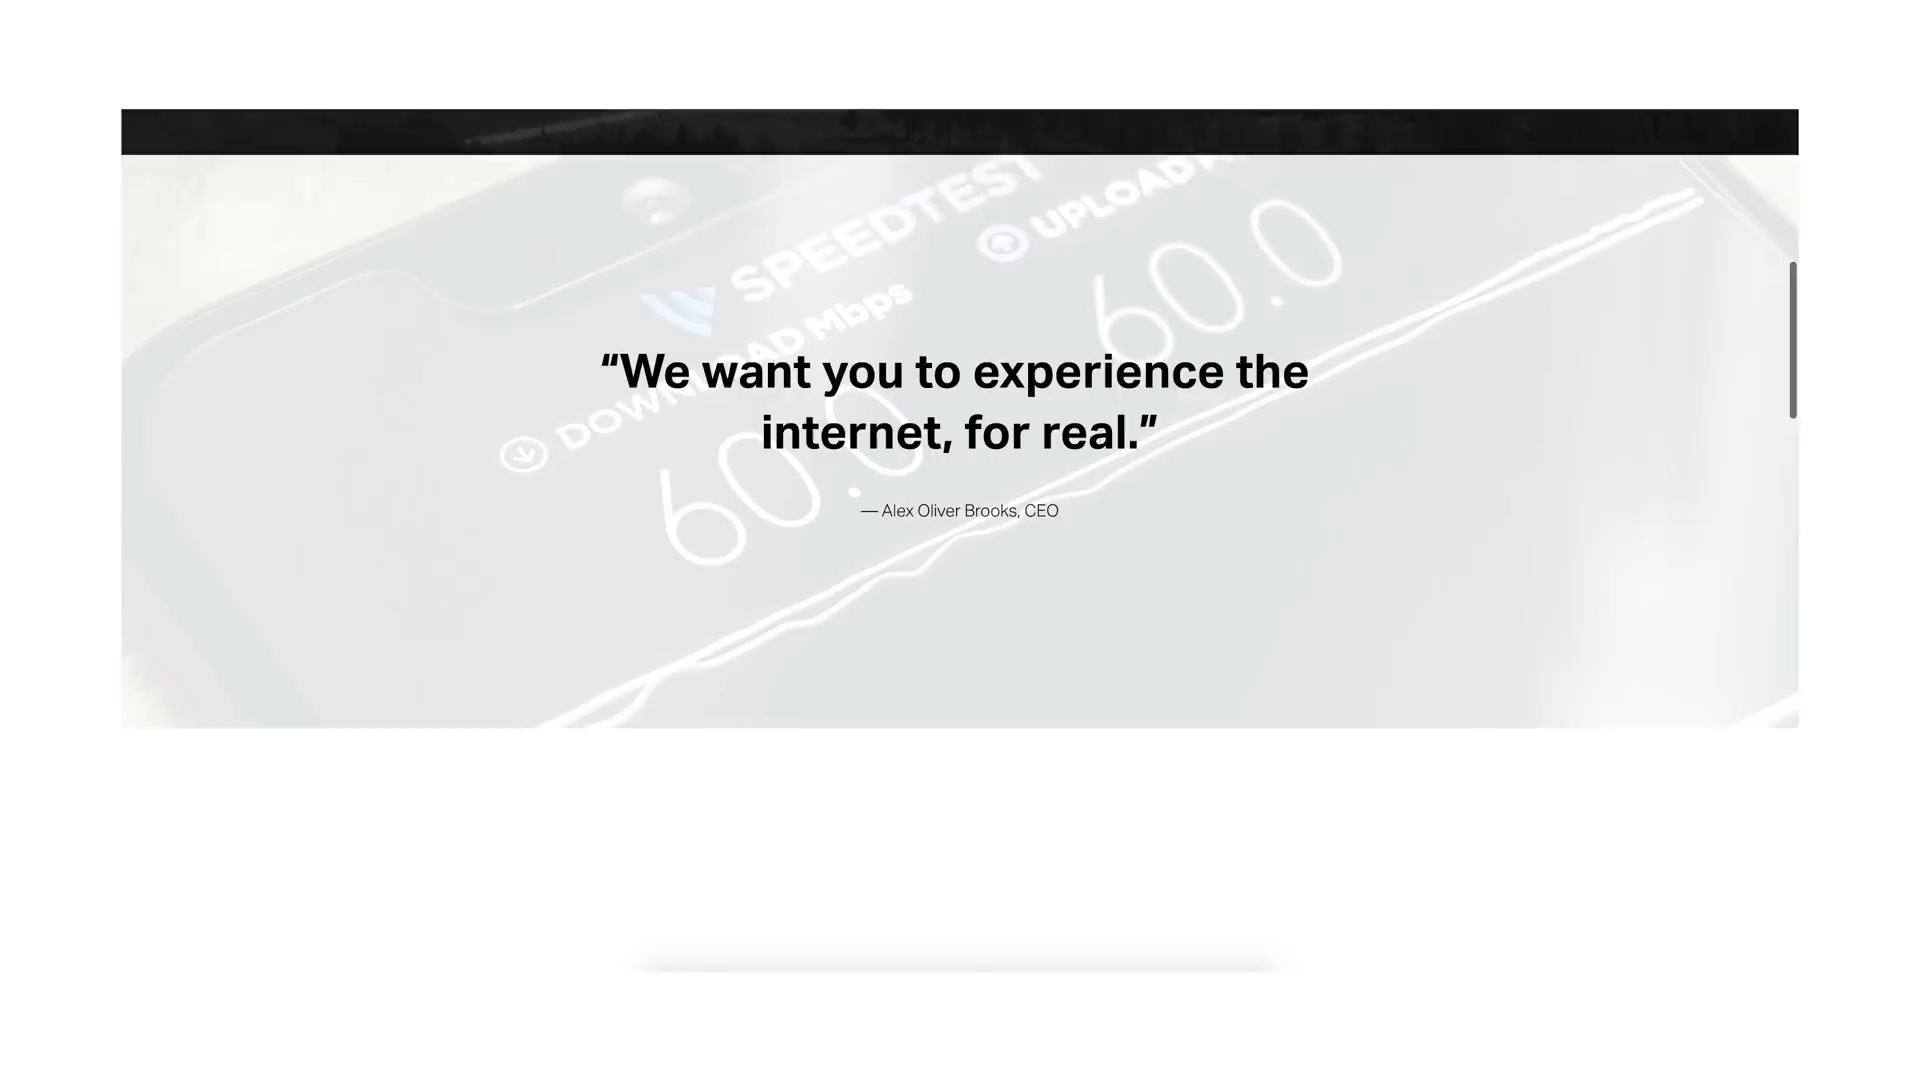 SPEEDTEST
UPLOAD
DOWNLOAD Mbps
60.0
60.0
“We want you to experience the
internet, for real.”
— Alex Oliver Brooks, CEO